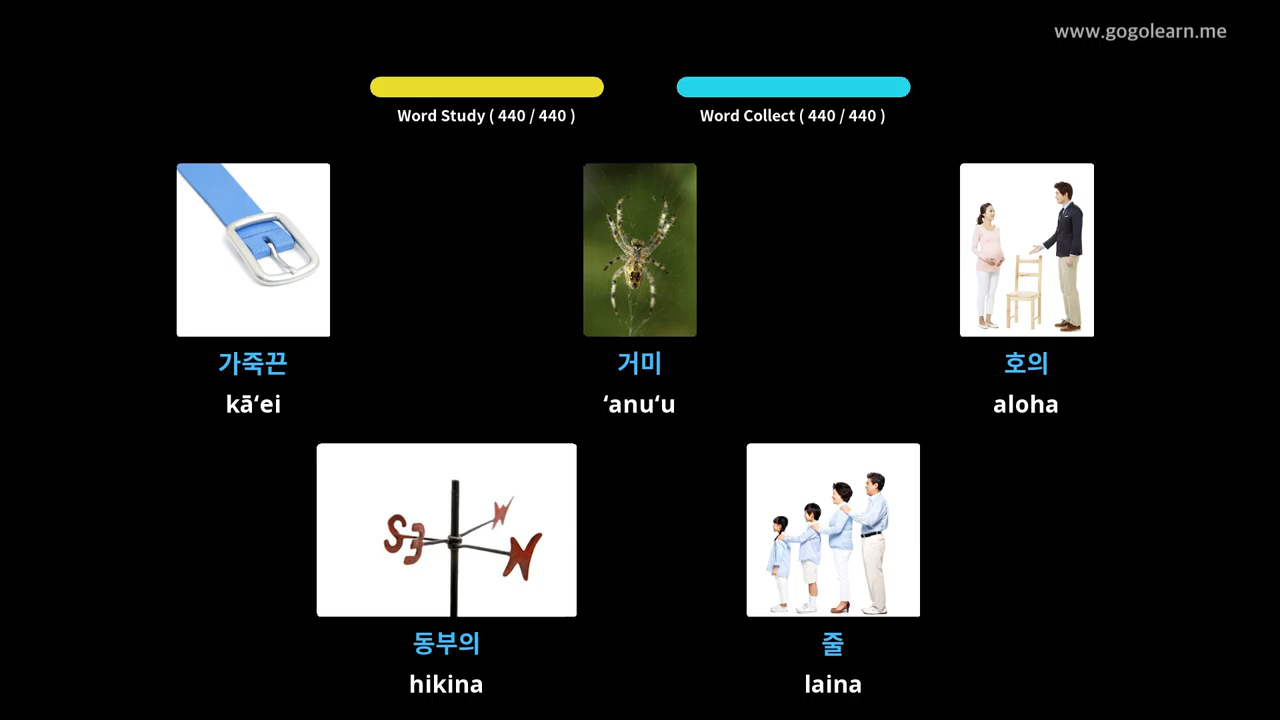 www.gogolearn.me
Word Study ( 440 / 440 )
Word Collect ( 440 / 440 )
가죽끈
kāʻei
거미
ʻanuʻu
호의
aloha
S E N
동부의
hikina
줄
laina